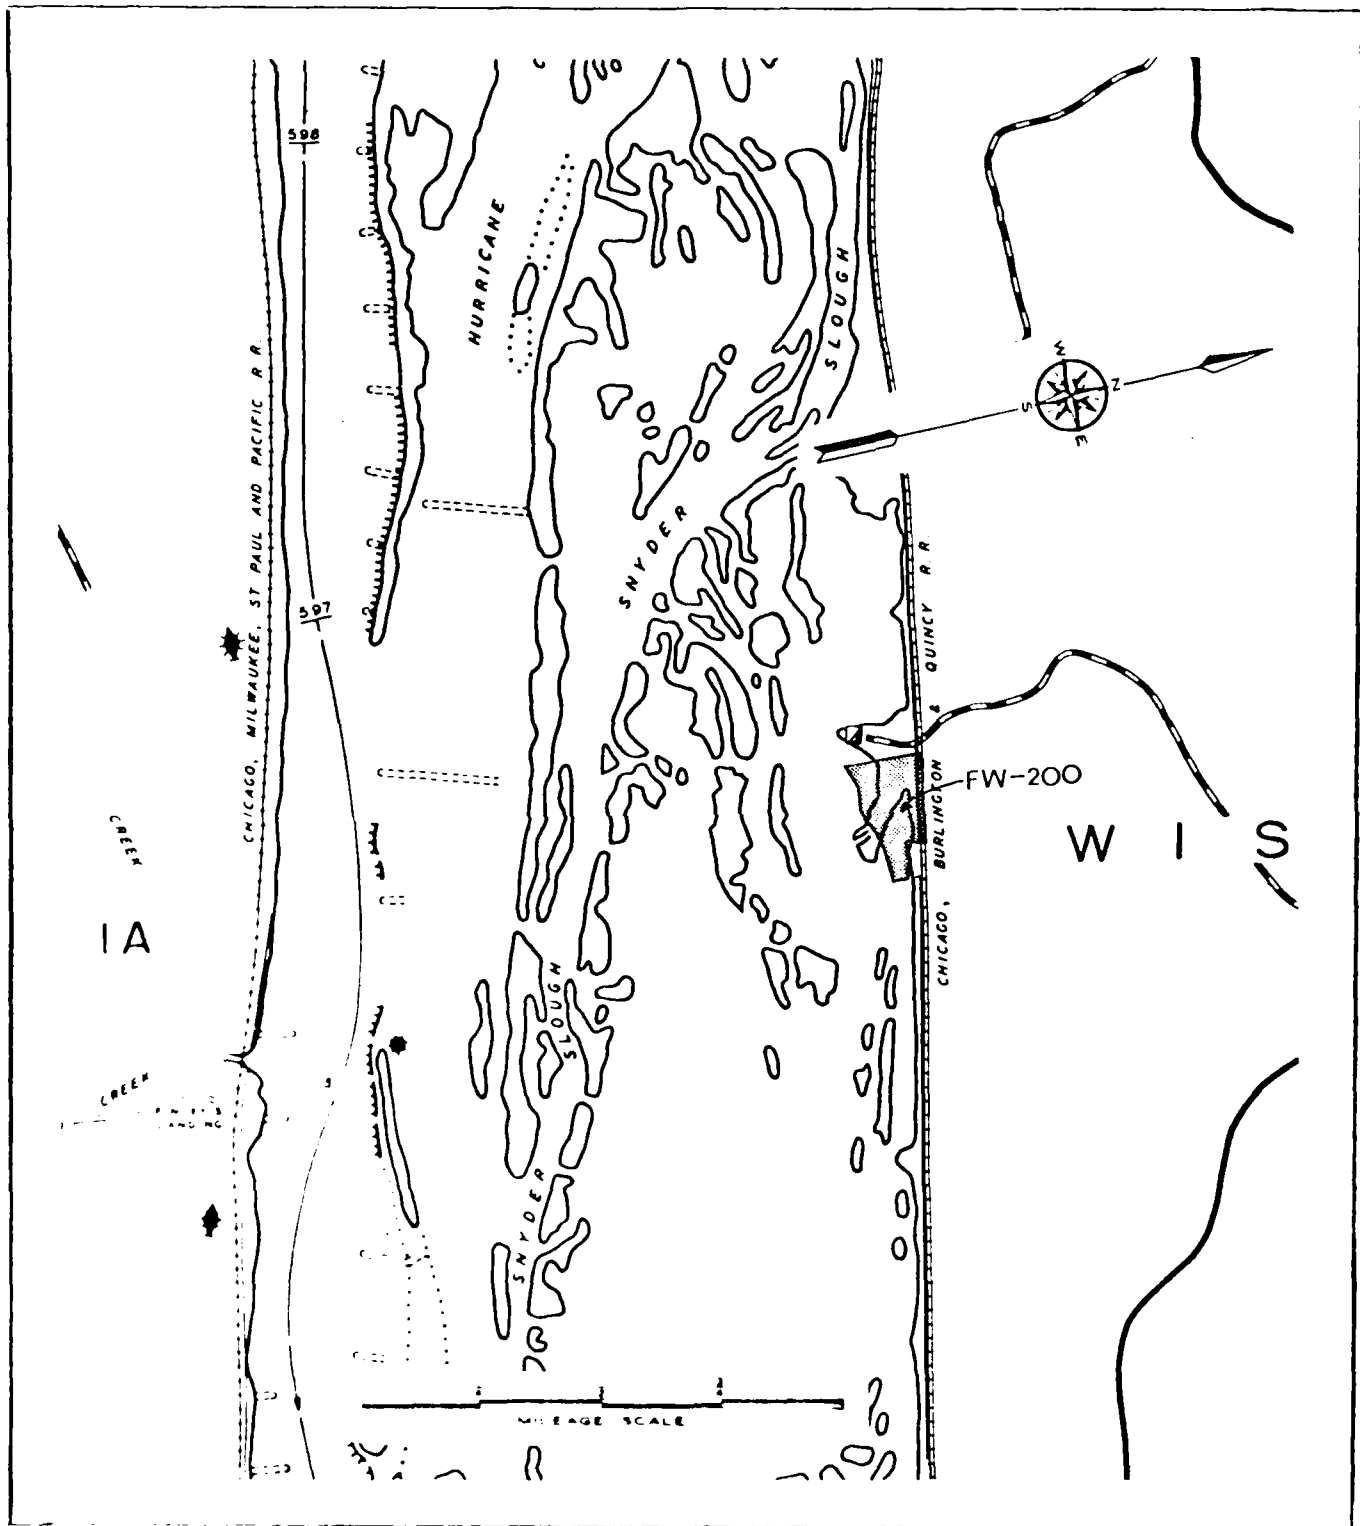 598
HURRICANE
SLOUGH
CHICAGO, MILWAUKEE, ST PAUL AND PACIFIC R.R.
W
N
S
E
SNYDER
597
CHICAGO, BURLINGTON & QUINCY R.R.
FW-200
WIS
CREEK
IA
SLOUGH
CREEK
SNYDER
MILEAGE SCALE